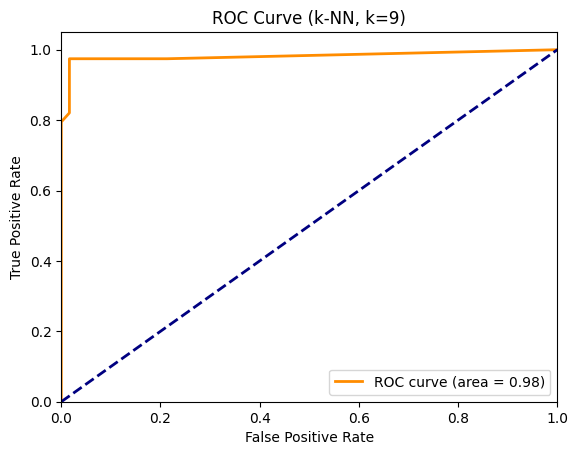 ROC Curve (k-NN, k=9)
1.0
0.8
0.6
0.4
0.2
0.0
True Positive Rate
0.0 0.2 0.4 0.6 0.8 1.0
False Positive Rate
ROC curve (area = 0.98)